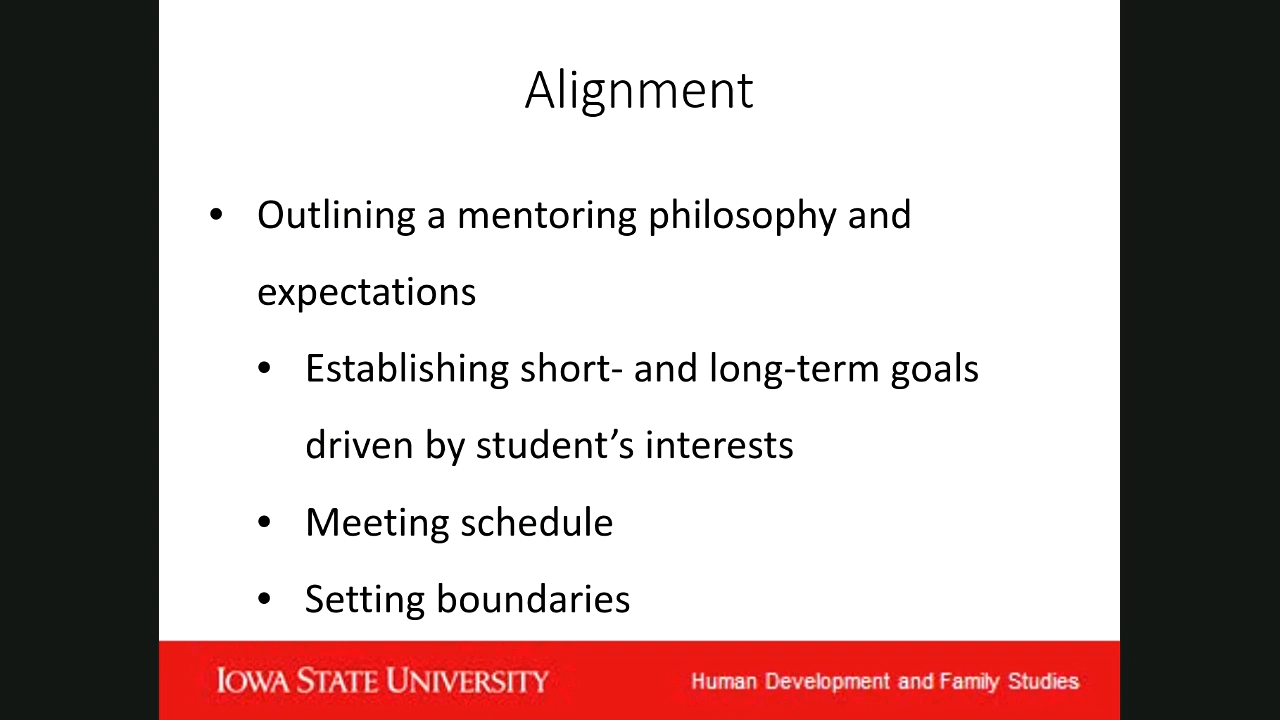 Alignment
• Outlining a mentoring philosophy and
expectations
• Establishing short- and long-term goals
driven by student’s interests
• Meeting schedule
• Setting boundaries
IOWA STATE UNIVERSITY
Human Development and Family Studies